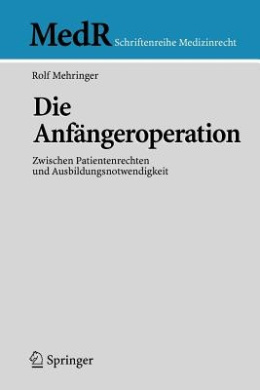 MedR Schriftenreihe Medizinrecht
Rolf Mehringer
Die
Anfängeroperation
Zwischen Patientenrechten
und Ausbildungsnotwendigkeit
Springer